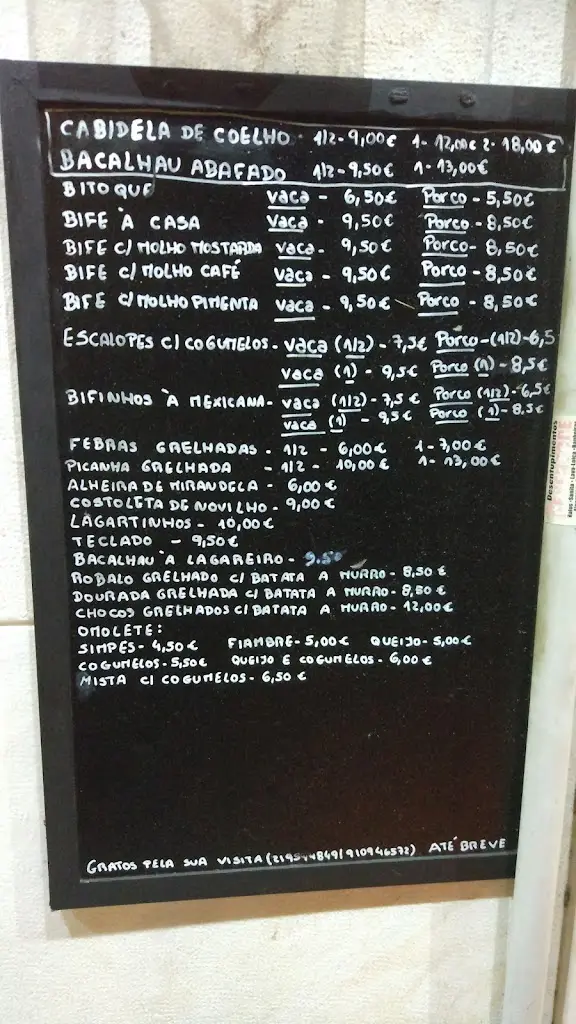 CABIDELA DE COELHO - 1/2 - 9,00€ 1 - 12,00€ 2 - 18,00€
BACALHAU ABAFADO 1/2 - 9,50€ 1 - 13,00€
BITOQUE vaca - 6,50€ Porco - 5,50€
BIFE À CASA vaca - 9,50€ Porco - 8,50€
BIFE C/ MOLHO MOSTARDA vaca - 9,50€ Porco - 8,50€
BIFE C/ MOLHO CAFÉ vaca - 9,50€ Porco - 8,50€
BIFE C/ MOLHO PIMENTA vaca - 9,50€ Porco - 8,50€
ESCALOPES C/ COGUMELOS - vaca (1/2) - 7,5€ Porco - (1/2) - 6,5
vaca (1) - 9,5€ Porco (1) - 8,5€
BIFINHOS À MEXICANA - vaca (1/2) - 7,5€ Porco (1/2) - 6,5€
vaca (1) - 9,5€ Porco (1) - 8,5€
FEBRAS GRELHADAS - 1/2 - 6,00€ 1 - 7,00€
PICANHA GRELHADA - 1/2 - 10,00€ 1 - 13,00€
ALHEIRA DE MIRANDELA - 6,00€
COSTOLETA DE NOVILHO - 9,00€
LAGARTINHOS - 10,00€
TECLADO - 9,50€
BACALHAU À LAGAREIRO - 9.50
ROBALO GRELHADO C/ BATATA A MURRO - 8,50€
DOURADA GRELHADA C/ BATATA A MURRO - 8,50€
CHOCOS GRELHADOS C/ BATATA A MURRO - 12,00€
OMOLETE:
SIMPES - 4,50€ FIAMBRE - 5,00€ QUEIJO - 5,00€
COGUMELOS - 5,50€ QUEIJO E COGUMELOS - 6,00€
MISTA C/ COGUMELOS - 6,50€
GRATOS PELA SUA VISITA (910946572) ATÉ BREVE
Desentupimentos